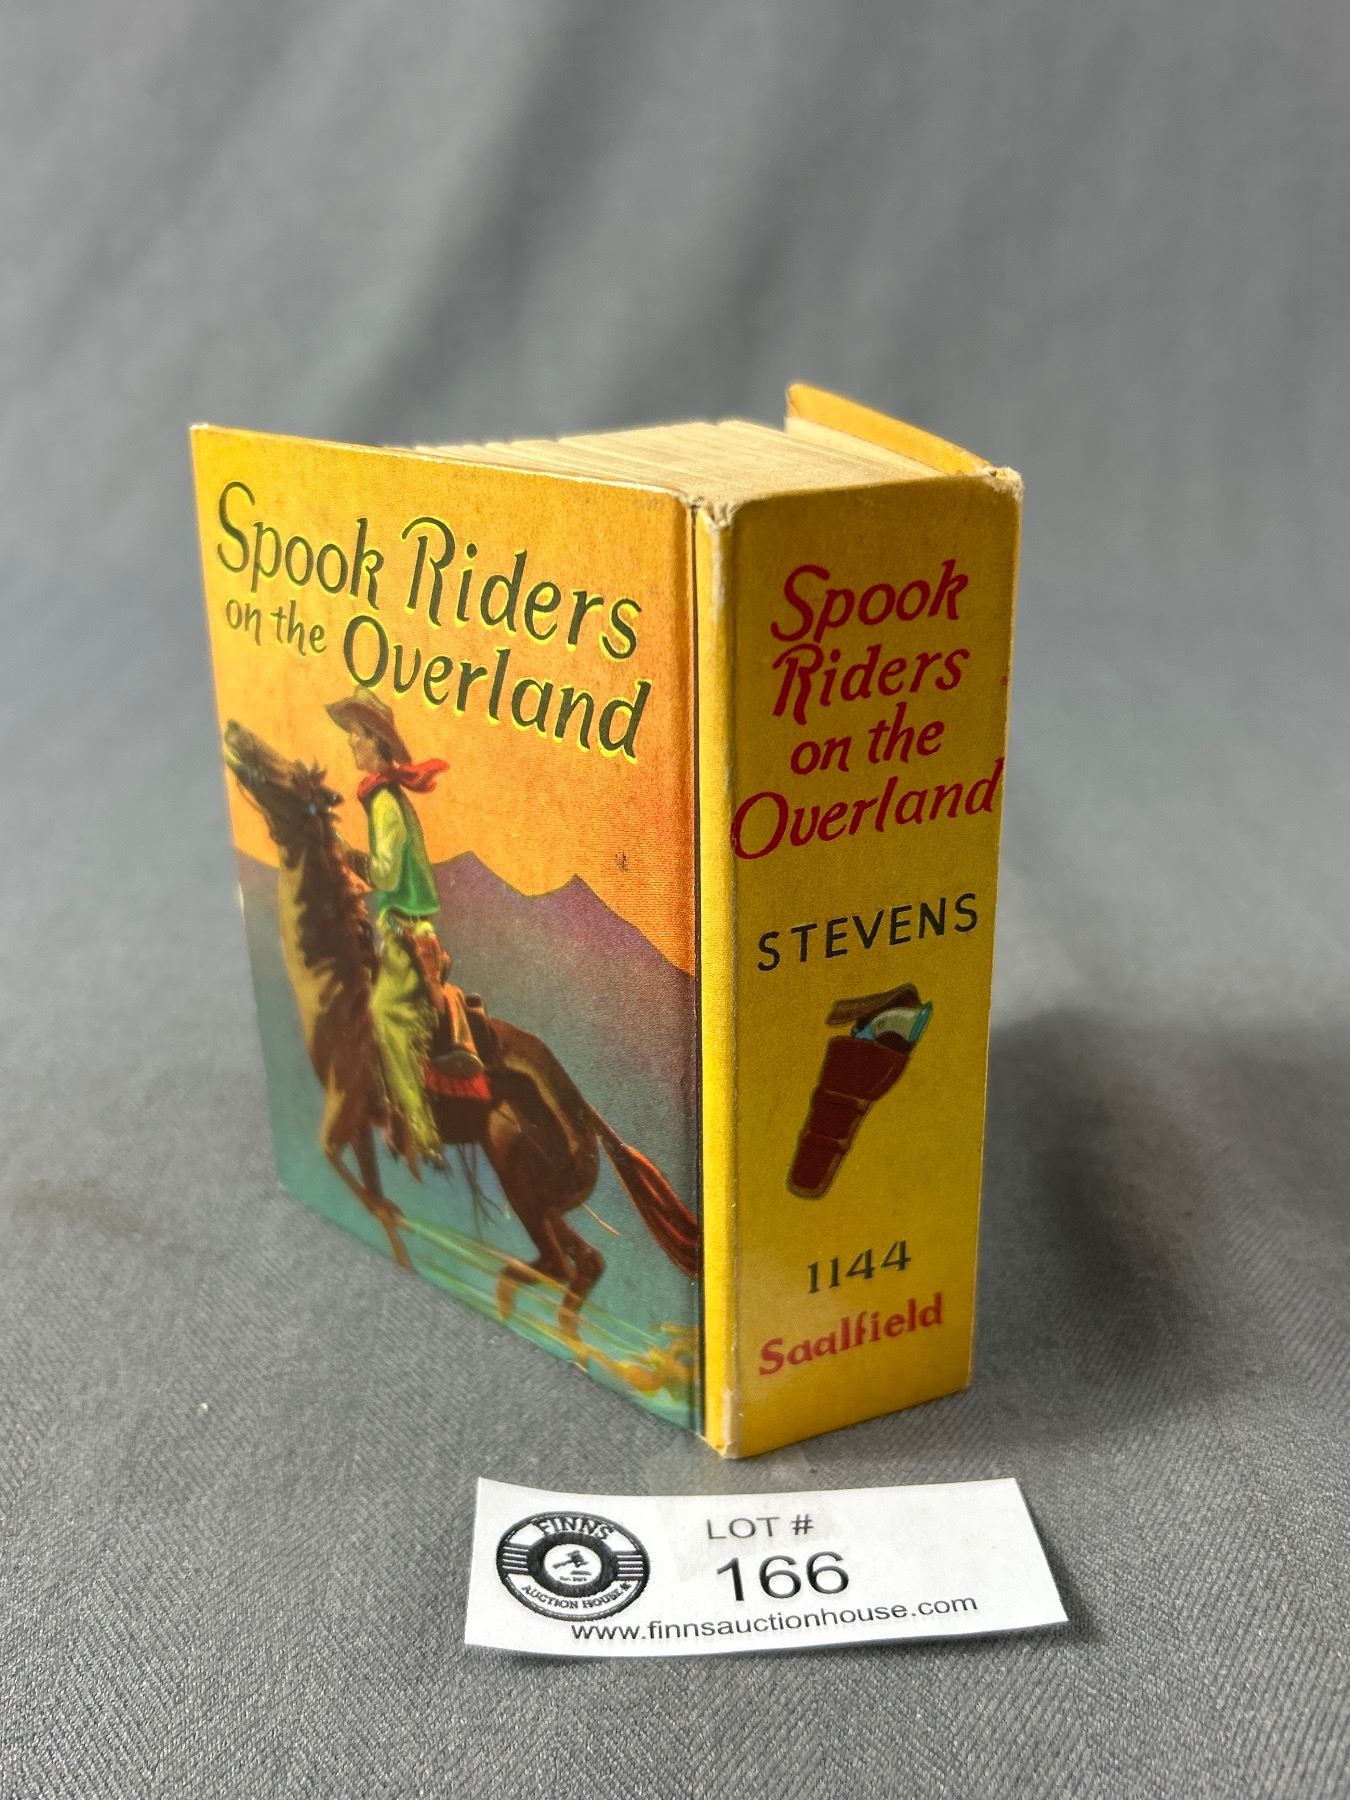 Spook Riders
on the Overland
Spook
Riders
on the
Overland
STEVENS
1144
Saalfield
FINNS
AUCTION HOUSE
LOT #
166
www.finnsauctionhouse.com